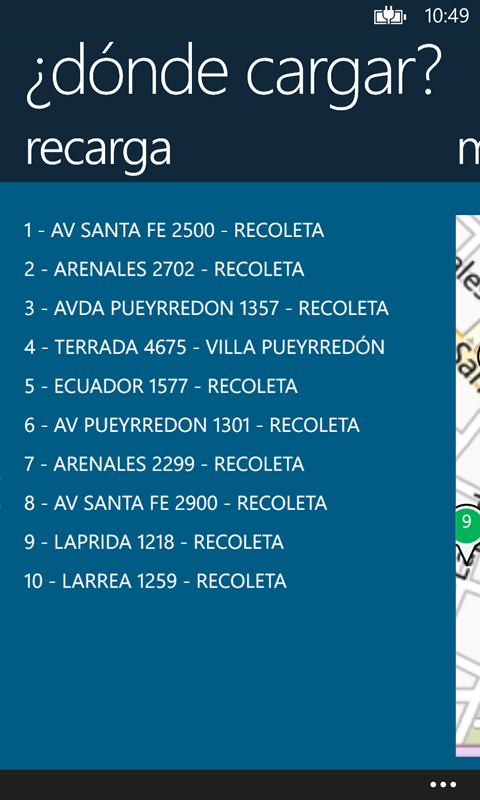 10:49
¿dónde cargar?
recarga
1 - AV SANTA FE 2500 - RECOLETA
2 - ARENALES 2702 - RECOLETA
3 - AVDA PUEYRREDON 1357 - RECOLETA
4 - TERRADA 4675 - VILLA PUEYRREDÓN
5 - ECUADOR 1577 - RECOLETA
6 - AV PUEYRREDON 1301 - RECOLETA
7 - ARENALES 2299 - RECOLETA
8 - AV SANTA FE 2900 - RECOLETA
9 - LAPRIDA 1218 - RECOLETA
10 - LARREA 1259 - RECOLETA
9